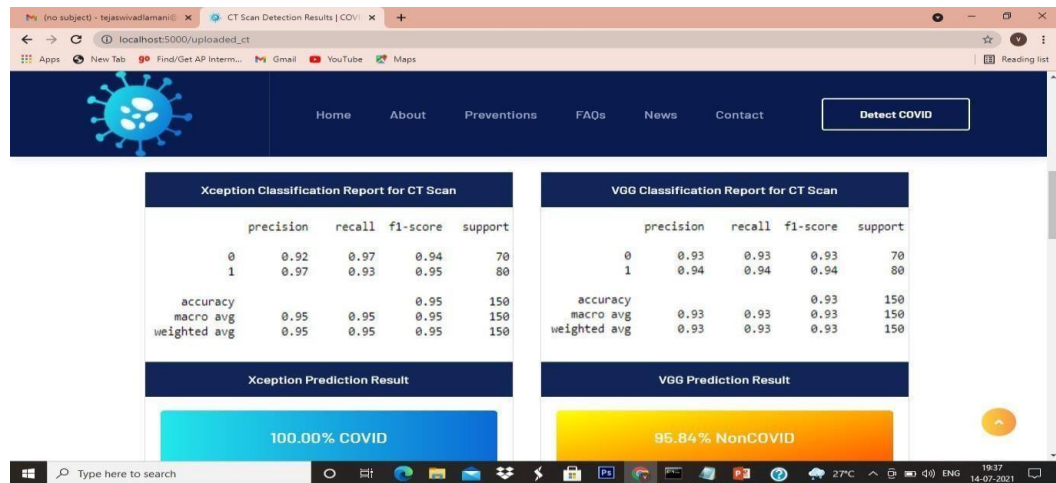 (no subject) - tejaswivadlamani@
CT Scan Detection Results | COVI
localhost:5000/uploaded_ct
Apps New Tab Find/Get AP Interm... Gmail YouTube Maps Reading list
Home About Preventions FAQs News Contact Detect COVID
Xception Classification Report for CT Scan
precision recall f1-score support
0 0.92 0.97 0.94 70
1 0.97 0.93 0.95 80
accuracy 0.95 150
macro avg 0.95 0.95 0.95 150
weighted avg 0.95 0.95 0.95 150
Xception Prediction Result
100.00% COVID
VGG Classification Report for CT Scan
precision recall f1-score support
0 0.93 0.93 0.93 70
1 0.94 0.94 0.94 80
accuracy 0.93 150
macro avg 0.93 0.93 0.93 150
weighted avg 0.93 0.93 0.93 150
VGG Prediction Result
95.84% NonCOVID
Type here to search
Ps
27°C ENG
19:37
14-07-2021